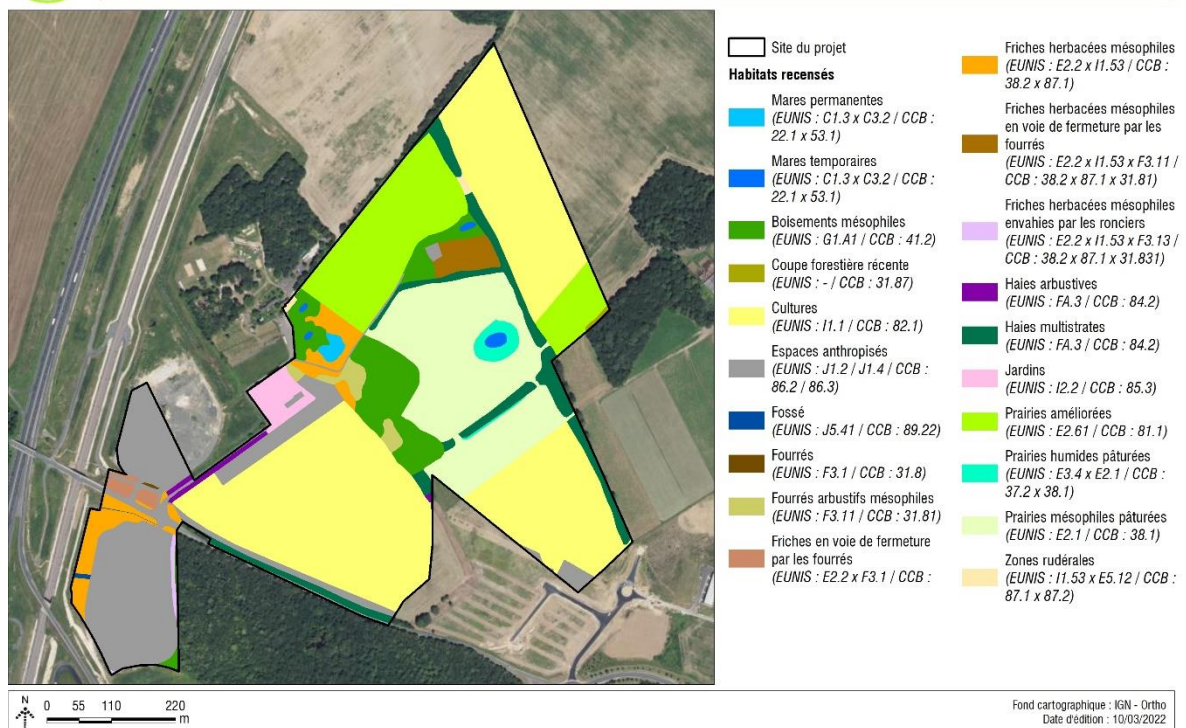 Site du projet
Habitats recensés
Mares permanentes
(EUNIS : C1.3 x C3.2 / CCB :
22.1 x 53.1)
Mares temporaires
(EUNIS : C1.3 x C3.2 / CCB :
22.1 x 53.1)
Boisements mésophiles
(EUNIS : G1.A1 / CCB : 41.2)
Coupe forestière récente
(EUNIS : - / CCB : 31.87)
Cultures
(EUNIS : I1.1 / CCB : 82.1)
Espaces anthropisés
(EUNIS : J1.2 / J1.4 / CCB :
86.2 / 86.3)
Fossé
(EUNIS : J5.41 / CCB : 89.22)
Fourrés
(EUNIS : F3.1 / CCB : 31.8)
Fourrés arbustifs mésophiles
(EUNIS : F3.11 / CCB : 31.81)
Friches en voie de fermeture
par les fourrés
(EUNIS : E2.2 x F3.1 / CCB :
Friches herbacées mésophiles
(EUNIS : E2.2 x I1.53 / CCB :
38.2 x 87.1)
Friches herbacées mésophiles
en voie de fermeture par les
fourrés
(EUNIS : E2.2 x I1.53 x F3.11 /
CCB : 38.2 x 87.1 x 31.81)
Friches herbacées mésophiles
envahies par les ronciers
(EUNIS : E2.2 x I1.53 x F3.13 /
CCB : 38.2 x 87.1 x 31.831)
Haies arbustives
(EUNIS : FA.3 / CCB : 84.2)
Haies multistrates
(EUNIS : FA.3 / CCB : 84.2)
Jardins
(EUNIS : I2.2 / CCB : 85.3)
Prairies améliorées
(EUNIS : E2.61 / CCB : 81.1)
Prairies humides pâturées
(EUNIS : E3.4 x E2.1 / CCB :
37.2 x 38.1)
Prairies mésophiles pâturées
(EUNIS : E2.1 / CCB : 38.1)
Zones rudérales
(EUNIS : I1.53 x E5.12 / CCB :
87.1 x 87.2)
N
0 55 110 220
m
Fond cartographique : IGN - Ortho
Date d'édition : 10/03/2022